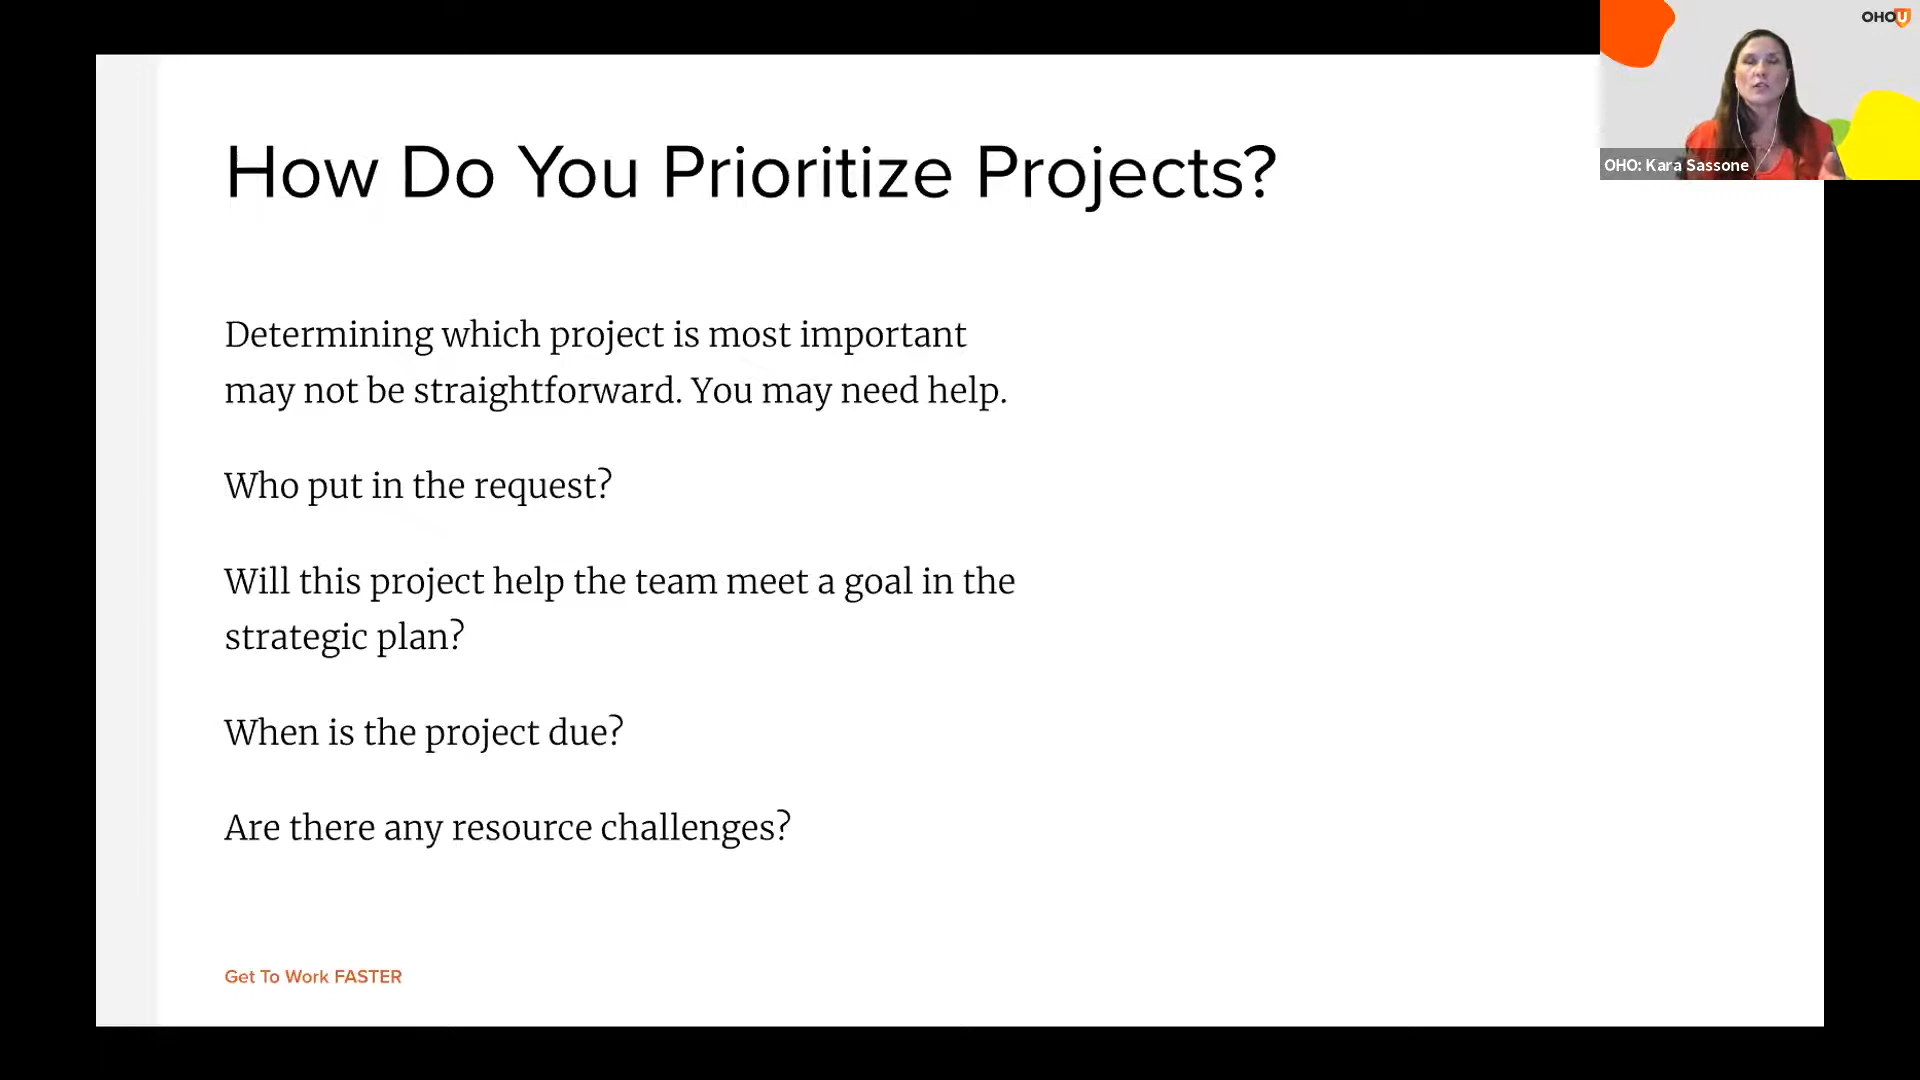 OHO U
How Do You Prioritize Projects?
OHO: Kara Sassone
Determining which project is most important
may not be straightforward. You may need help.
Who put in the request?
Will this project help the team meet a goal in the
strategic plan?
When is the project due?
Are there any resource challenges?
Get To Work FASTER